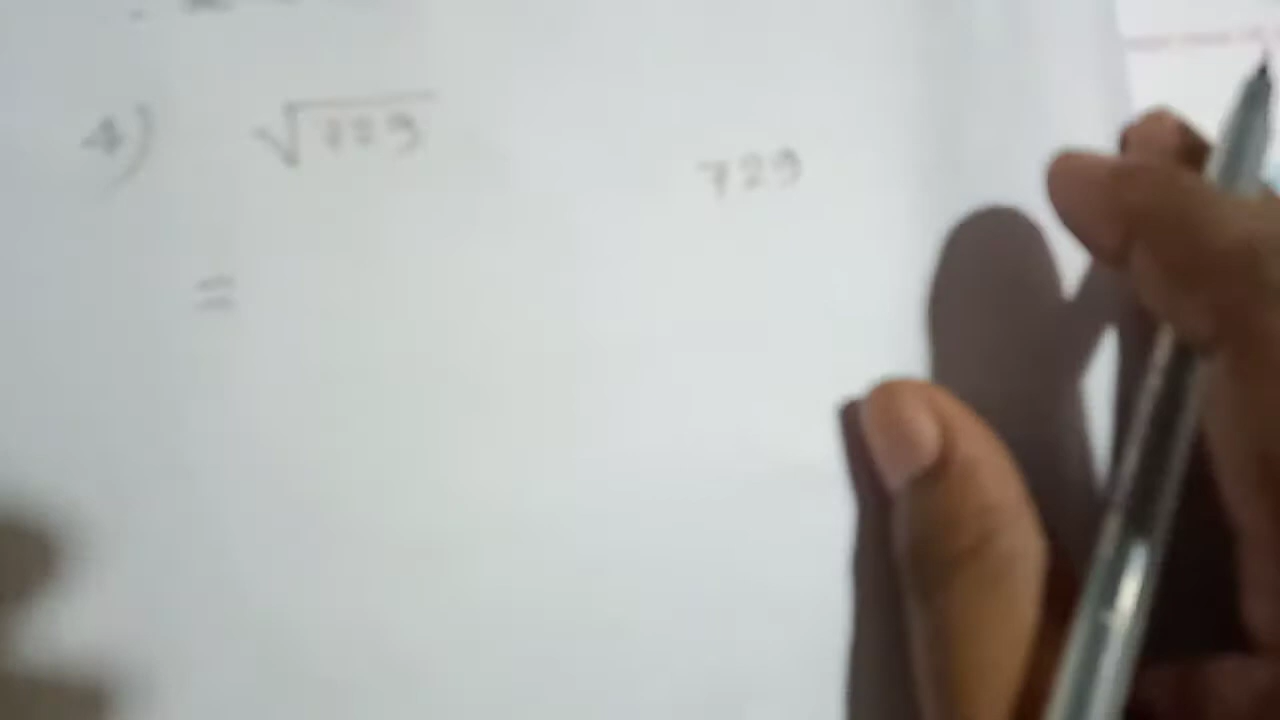 4) √729
729
=